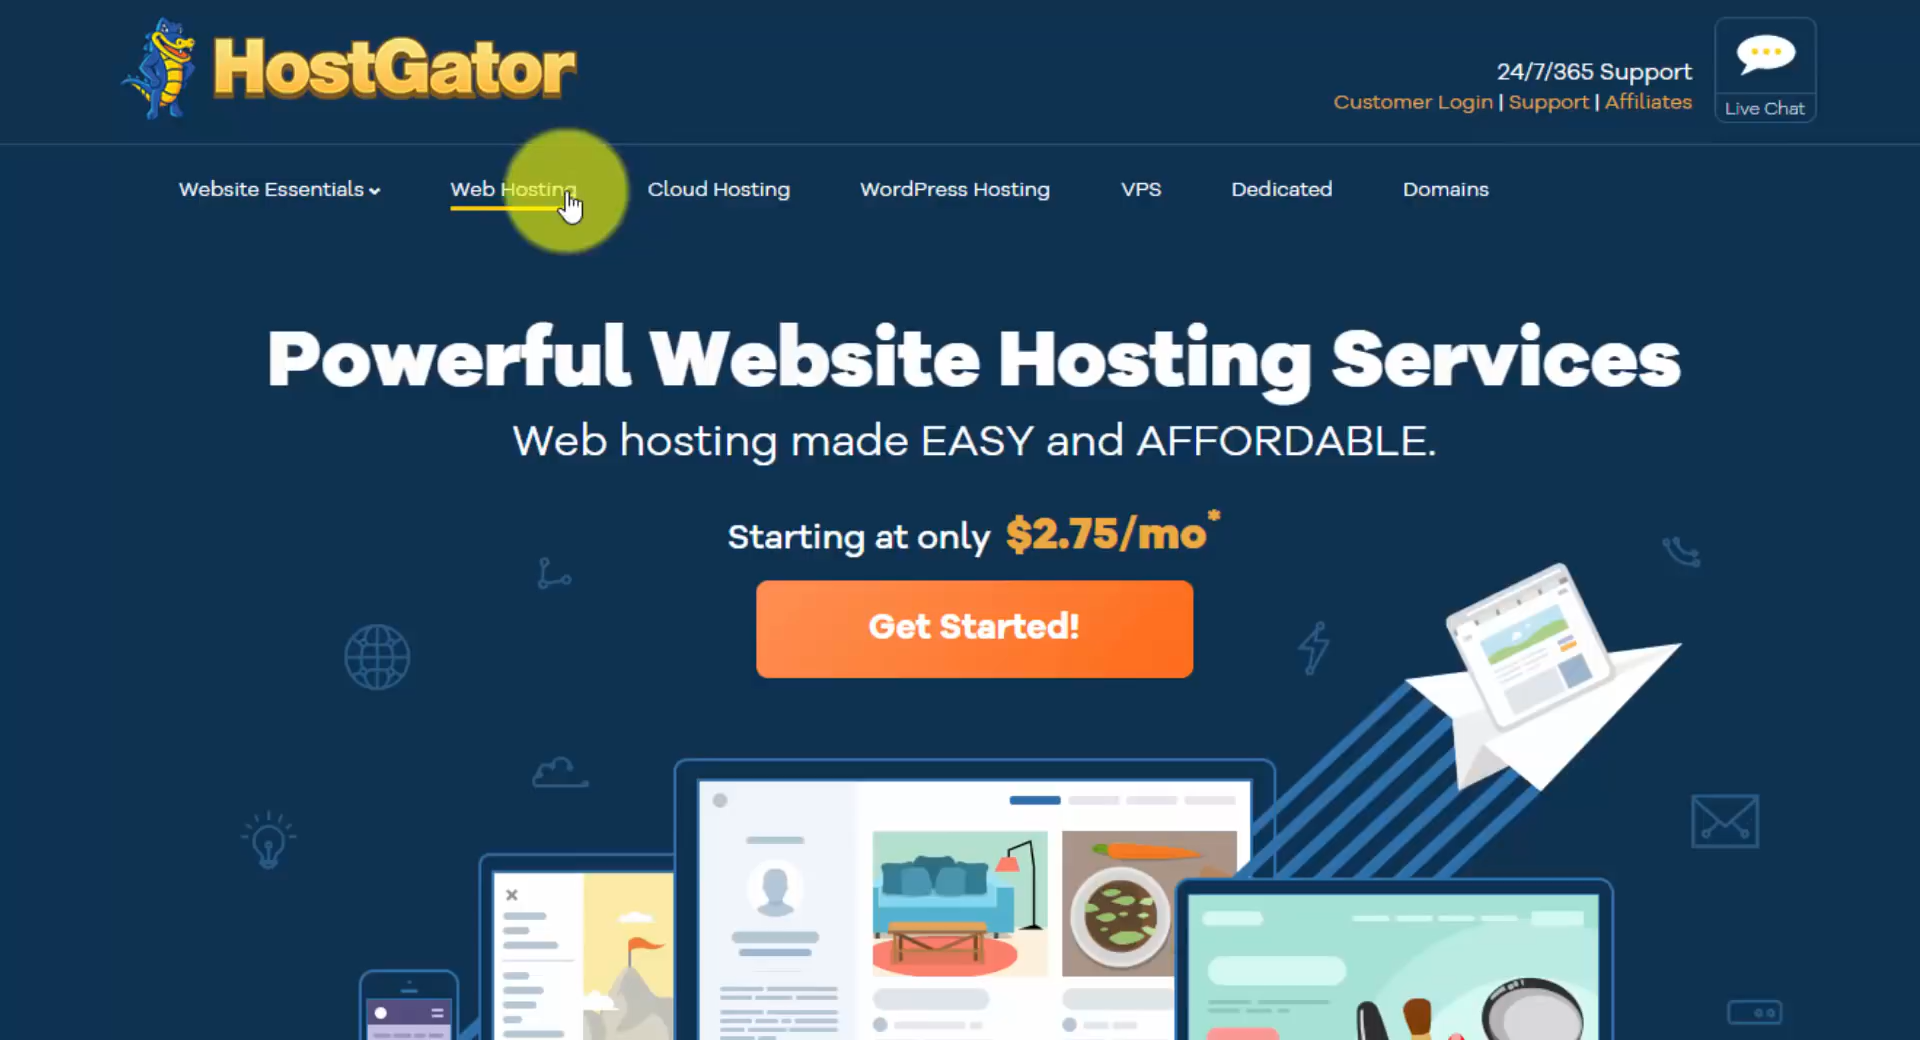 HostGator
24/7/365 Support
Customer Login | Support | Affiliates
Live Chat
Website Essentials Web Hosting Cloud Hosting WordPress Hosting VPS Dedicated Domains
Powerful Website Hosting Services
Web hosting made EASY and AFFORDABLE.
Starting at only $2.75/mo*
Get Started!